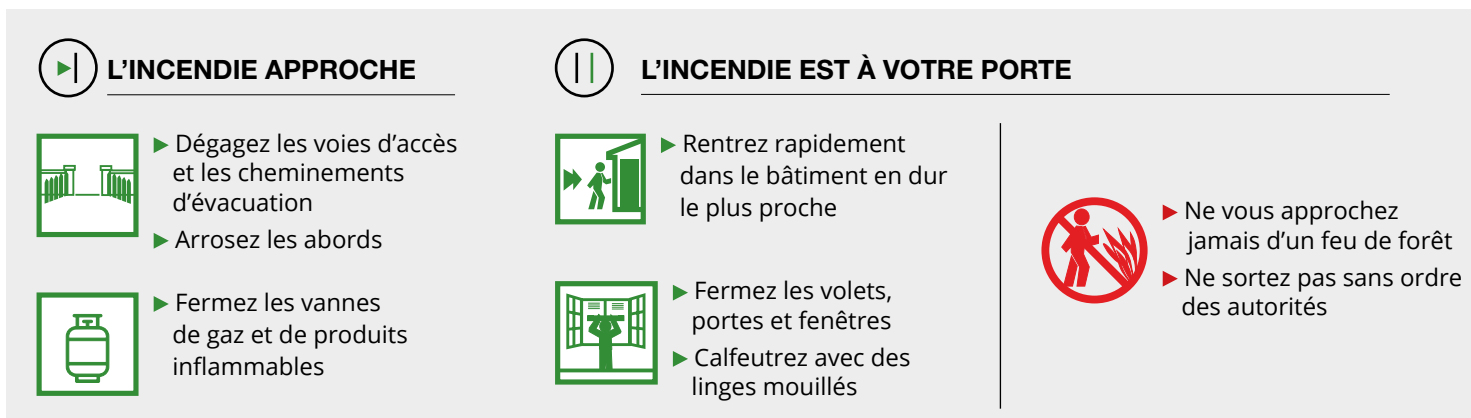 L'INCENDIE APPROCHE
▶ Dégagez les voies d'accès
et les cheminements
d'évacuation
▶ Arrosez les abords
▶ Fermez les vannes
de gaz et de produits
inflammables
L'INCENDIE EST À VOTRE PORTE
▶ Rentrez rapidement
dans le bâtiment en dur
le plus proche
▶ Fermez les volets,
portes et fenêtres
▶ Calfeutrez avec des
linges mouillés
▶ Ne vous approchez
jamais d'un feu de forêt
▶ Ne sortez pas sans ordre
des autorités